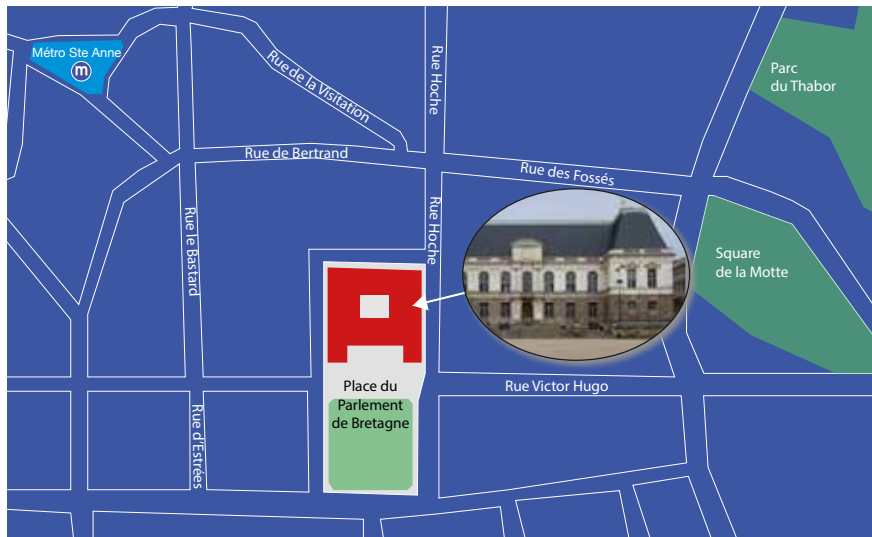 Métro Ste Anne
m
Rue de la Visitation
Rue Hoche
Parc
du Thabor
Rue de Bertrand
Rue des Fossés
Rue le Bastard
Rue Hoche
Square
de la Motte
Place du
Parlement
de Bretagne
Rue Victor Hugo
Rue d'Estrées